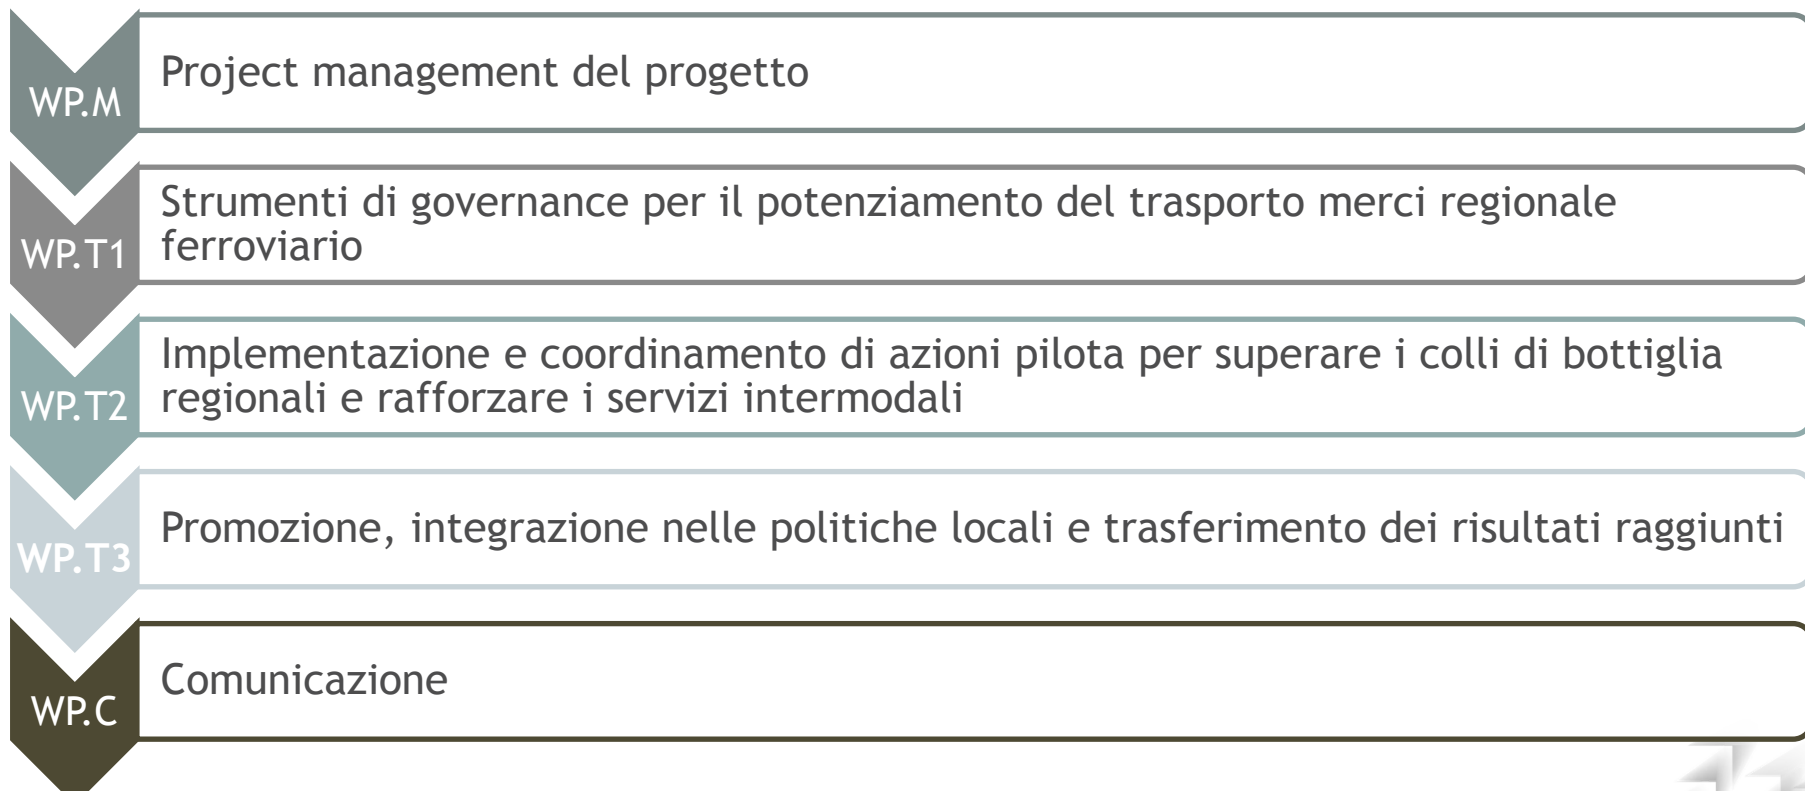 WP.M
Project management del progetto
WP.T1
Strumenti di governance per il potenziamento del trasporto merci regionale
ferroviario
WP.T2
Implementazione e coordinamento di azioni pilota per superare i colli di bottiglia
regionali e rafforzare i servizi intermodali
WP.T3
Promozione, integrazione nelle politiche locali e trasferimento dei risultati raggiunti
WP.C
Comunicazione